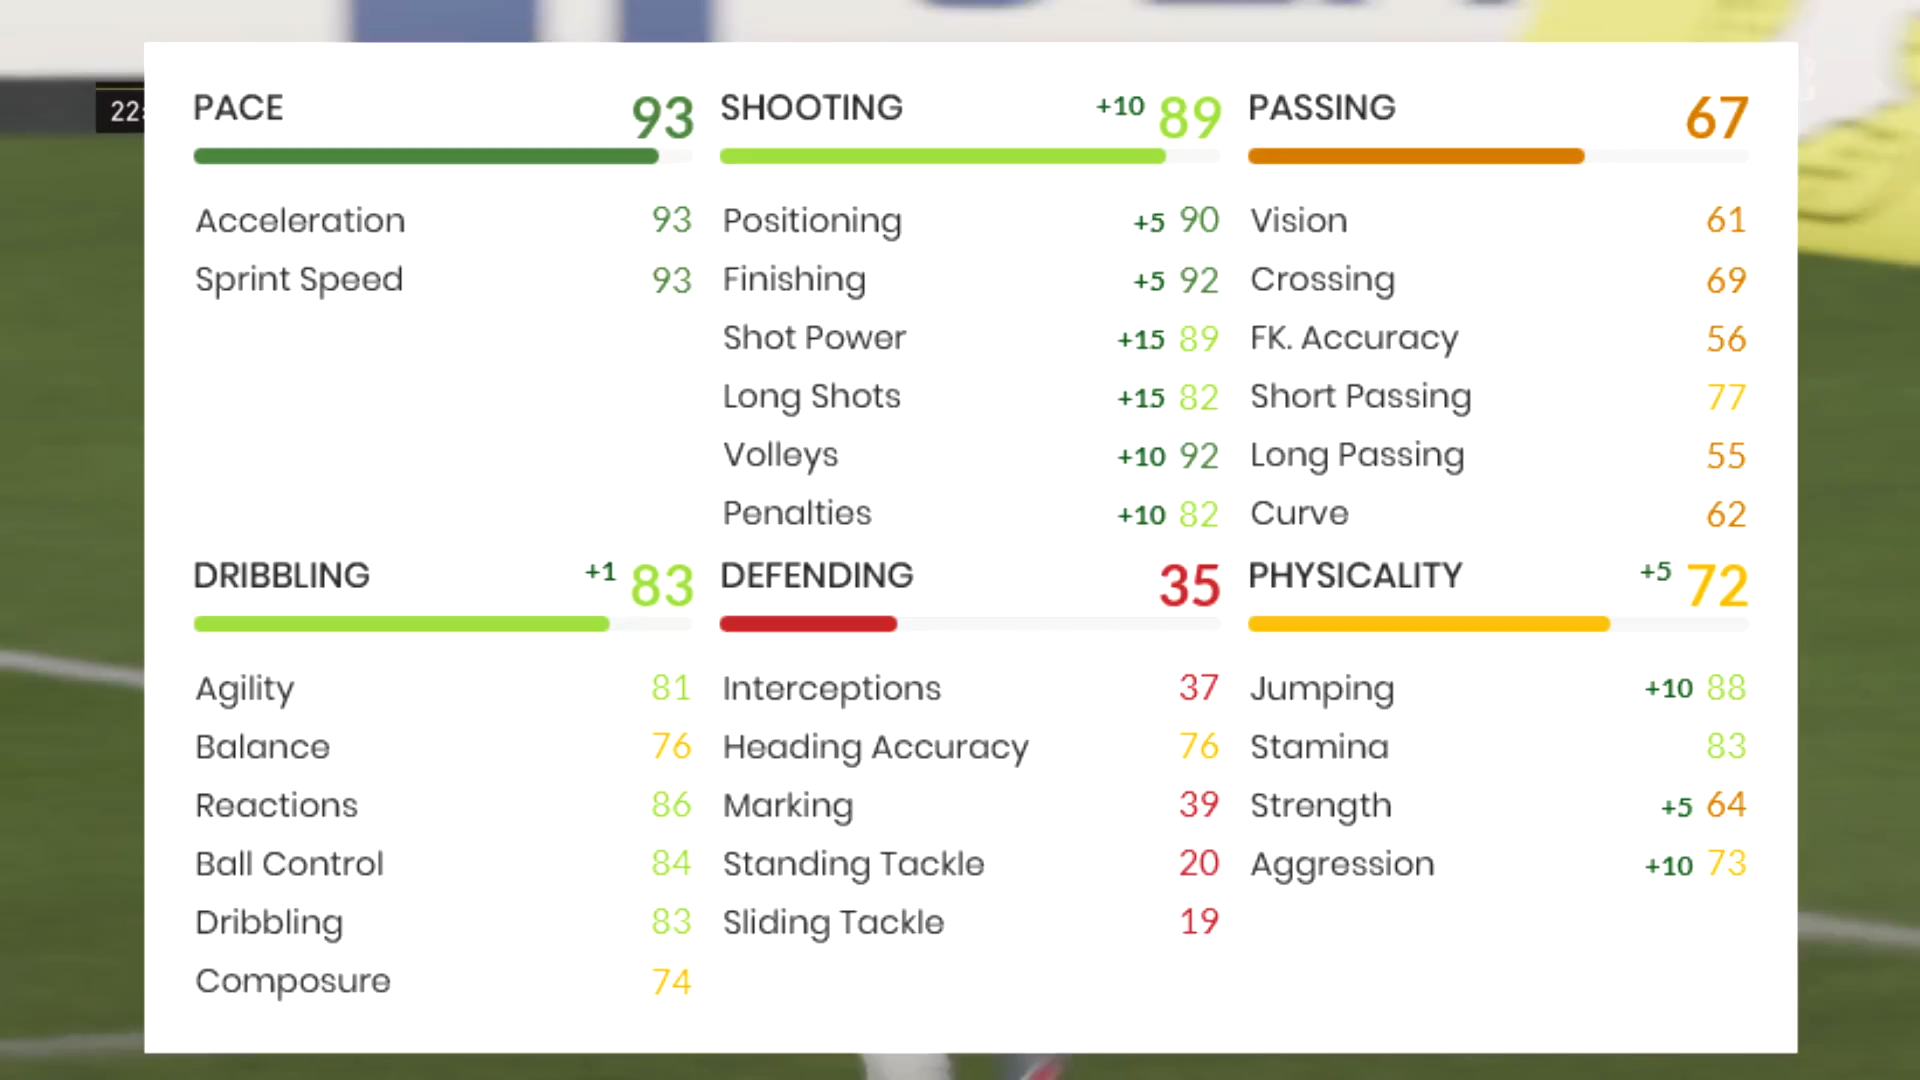 22:
PACE 93
Acceleration 93
Sprint Speed 93
SHOOTING +10 89
Positioning +5 90
Finishing +5 92
Shot Power +15 89
Long Shots +15 82
Volleys +10 92
Penalties +10 82
PASSING 67
Vision 61
Crossing 69
FK. Accuracy 56
Short Passing 77
Long Passing 55
Curve 62
DRIBBLING +1 83
Agility 81
Balance 76
Reactions 86
Ball Control 84
Dribbling 83
Composure 74
DEFENDING 35
Interceptions 37
Heading Accuracy 76
Marking 39
Standing Tackle 20
Sliding Tackle 19
PHYSICALITY +5 72
Jumping +10 88
Stamina 83
Strength +5 64
Aggression +10 73